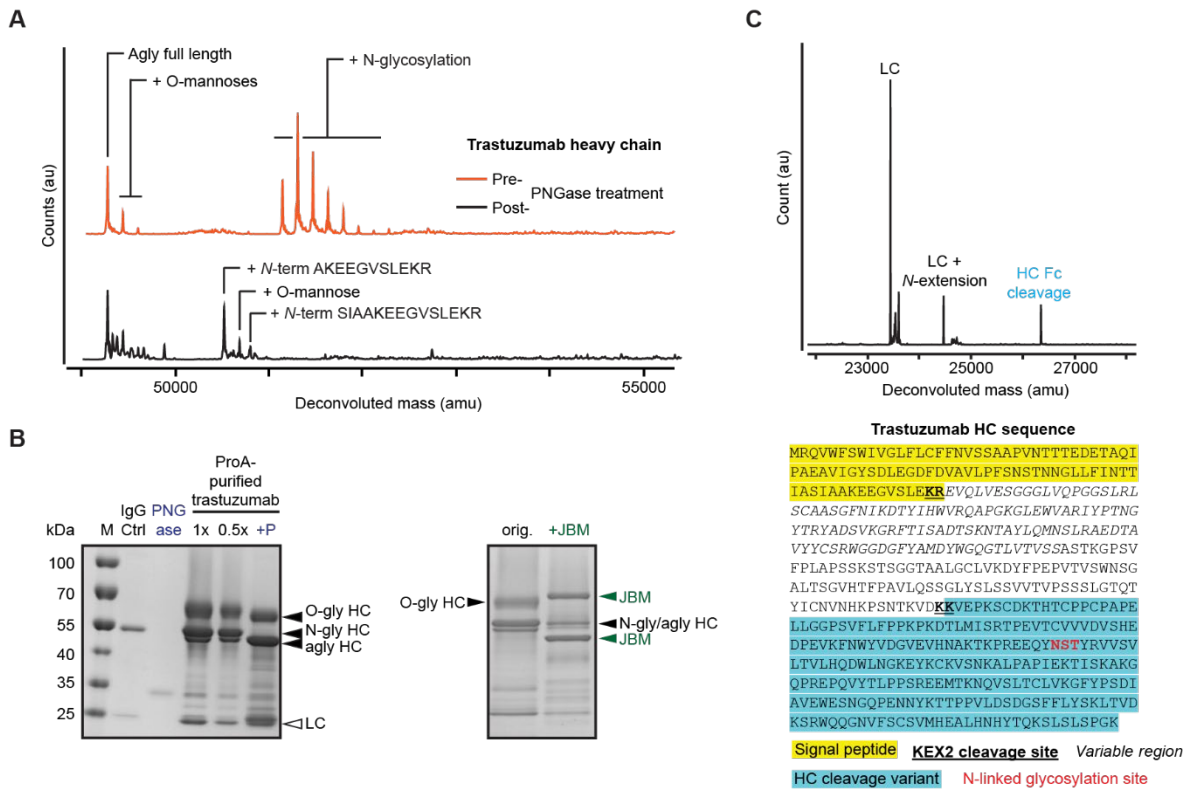 A
Agly full length
+ O-mannoses
+ N-glycosylation
Trastuzumab heavy chain
Pre-
PNGase treatment
Post-
Counts (au)
+ N-term AKEEGVSLEKR
+ O-mannose
+ N-term SIAAKEEGVSLEKR
50000
55000
Deconvoluted mass (amu)
B
ProA-
purified
trastuzumab
IgG
Ctrl
PNG
ase
kDa
M
1x
0.5x
+P
100
70
55
40
35
25
O-gly HC
N-gly HC
agly HC
LC
orig.
+JBM
O-gly HC
JBM
N-gly/agly HC
JBM
C
LC
LC +
N-extension
HC Fc
cleavage
Count (au)
23000
25000
27000
Deconvoluted mass (amu)
Trastuzumab HC sequence
MRQVWFSWIVGLFLCFFNVSSAAPVNTTTEDETAQI
PAEAVIGYSDLEGDFDVAVLPFSNSTNNGLLFINTT
IASIAAKEEGVSLEKREVQLVESGGGLVQPGGSLRL
SCAASGFNIKDTYIHWVRQAPGKGLEWVARIYPTNG
YTRYADSVKGRFTISADTSKNTAYLQMNSLRAEDTA
VYYCSRWGGDGFYAMDYWGQGTLVTVSSASTKGPSV
FPLAPSSKSTSGGTAALGCLVKDYFPEPVTVSWNSG
ALTSGVHTFPAVLQSSGLYSLSSVVTVPSSSLGTQT
YICNVNHKPSNTKVDKKVEPKSCDKTHTCPPCPAPE
LLGGPSVFLFPPKPKDTLMISRTPEVTCVVVDVSHE
DPEVKFNWYVDGVEVHNAKTKPREEQYNSTYRVVSV
LTVLHQDWLNGKEYKCKVSNKALPAPIEKTISKAKG
QPREPQVYTLPPSREEMTKNQVSLTCLVKGFYPSDI
AVEWESNGQPENNYKTTPPVLDSDGSFFLYSKLTVD
KSRWQQGNVFSCSVMHEALHNHYTQKSLSLSPGK
Signal peptide
KEX2 cleavage site
Variable region
HC cleavage variant
N-linked glycosylation site